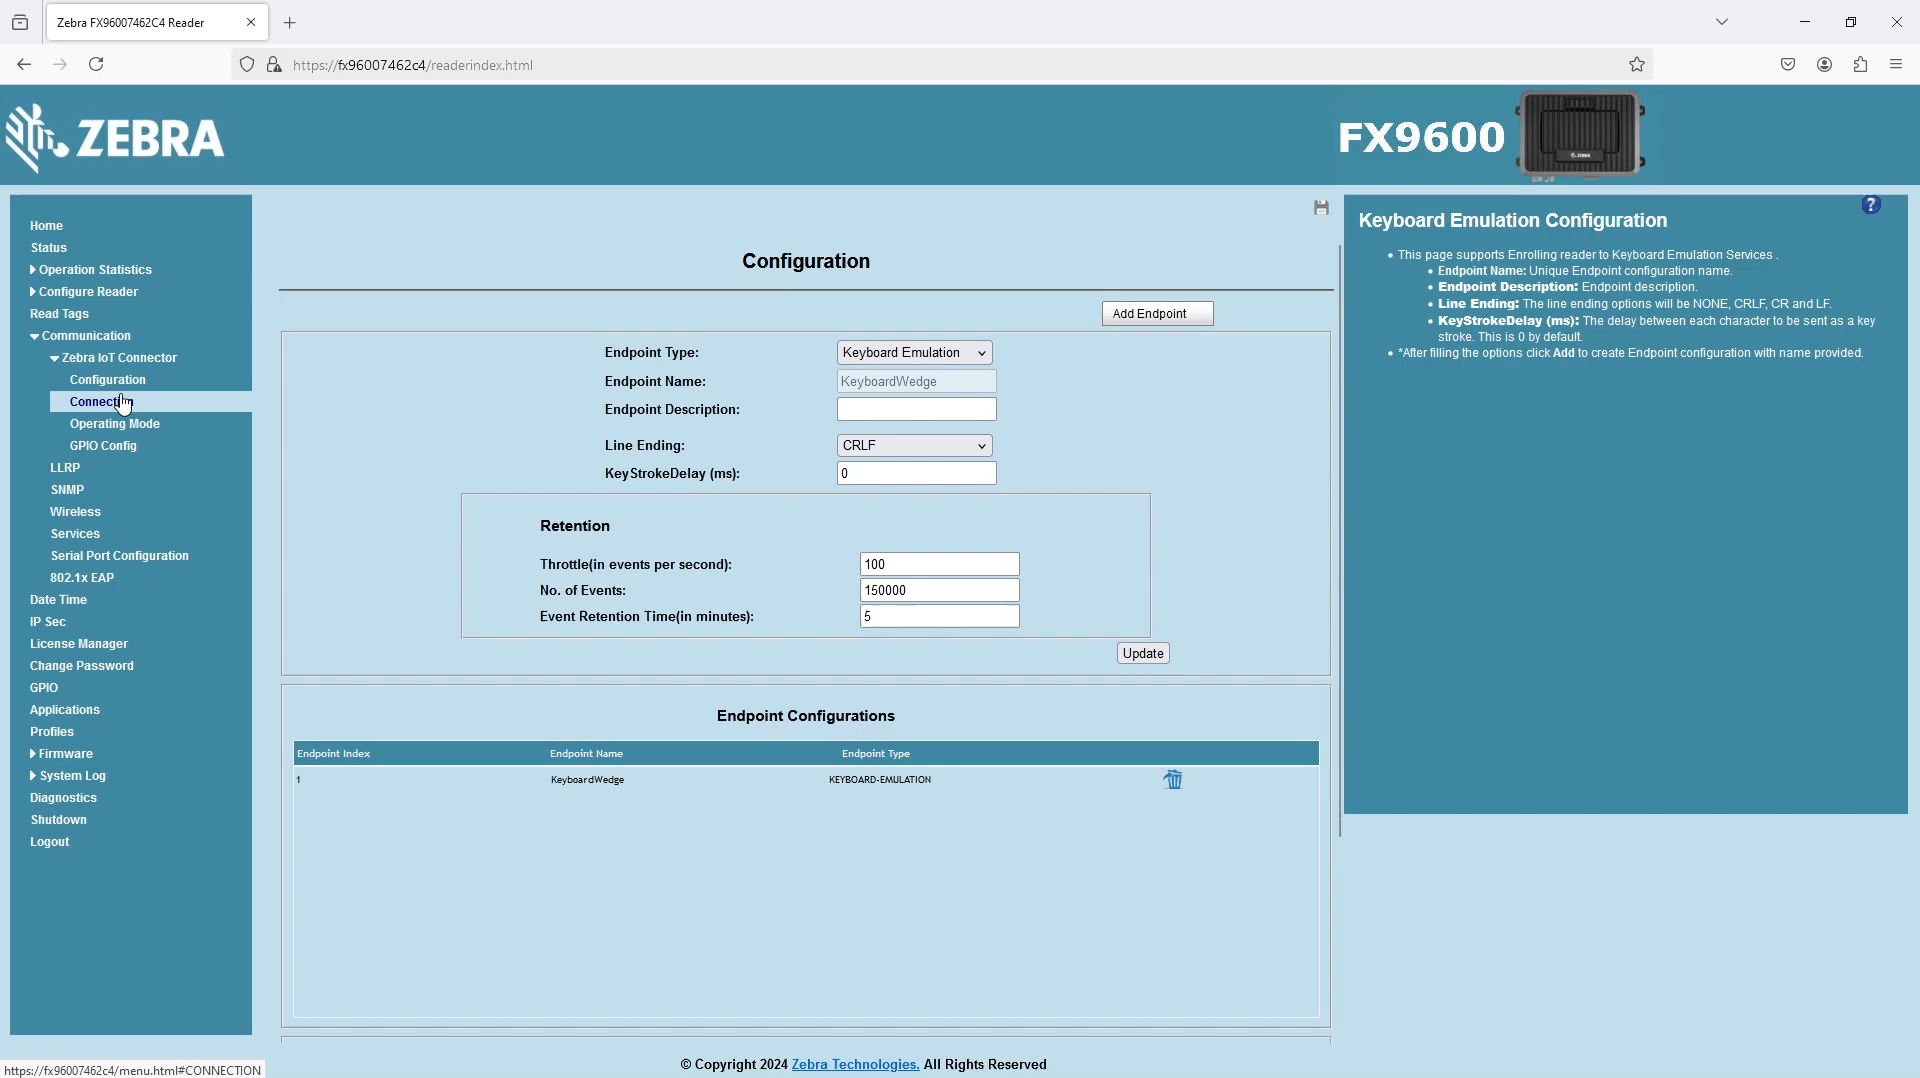 Zebra FX96007462C4 Reader
https://fx96007462c4/readerindex.html
ZEBRA
FX9600
Home
Status
Operation Statistics
Configure Reader
Read Tags
Communication
Zebra IoT Connector
Configuration
Connection
Operating Mode
GPIO Config
LLRP
SNMP
Wireless
Services
Serial Port Configuration
802.1x EAP
Date Time
IP Sec
License Manager
Change Password
GPIO
Applications
Profiles
Firmware
System Log
Diagnostics
Shutdown
Logout
Configuration
Add Endpoint
Endpoint Type: Keyboard Emulation
Endpoint Name: KeyboardWedge
Endpoint Description:
Line Ending: CRLF
KeyStrokeDelay (ms): 0
Retention
Throttle(in events per second): 100
No. of Events: 150000
Event Retention Time(in minutes): 5
Update
Endpoint Configurations
Endpoint Index Endpoint Name Endpoint Type
1 KeyboardWedge KEYBOARD-EMULATION
?
Keyboard Emulation Configuration
• This page supports Enrolling reader to Keyboard Emulation Services .
• Endpoint Name: Unique Endpoint configuration name.
• Endpoint Description: Endpoint description.
• Line Ending: The line ending options will be NONE, CRLF, CR and LF.
• KeyStrokeDelay (ms): The delay between each character to be sent as a key
stroke. This is 0 by default.
• *After filling the options click Add to create Endpoint configuration with name provided.
© Copyright 2024 Zebra Technologies. All Rights Reserved
https://fx96007462c4/menu.html#CONNECTION